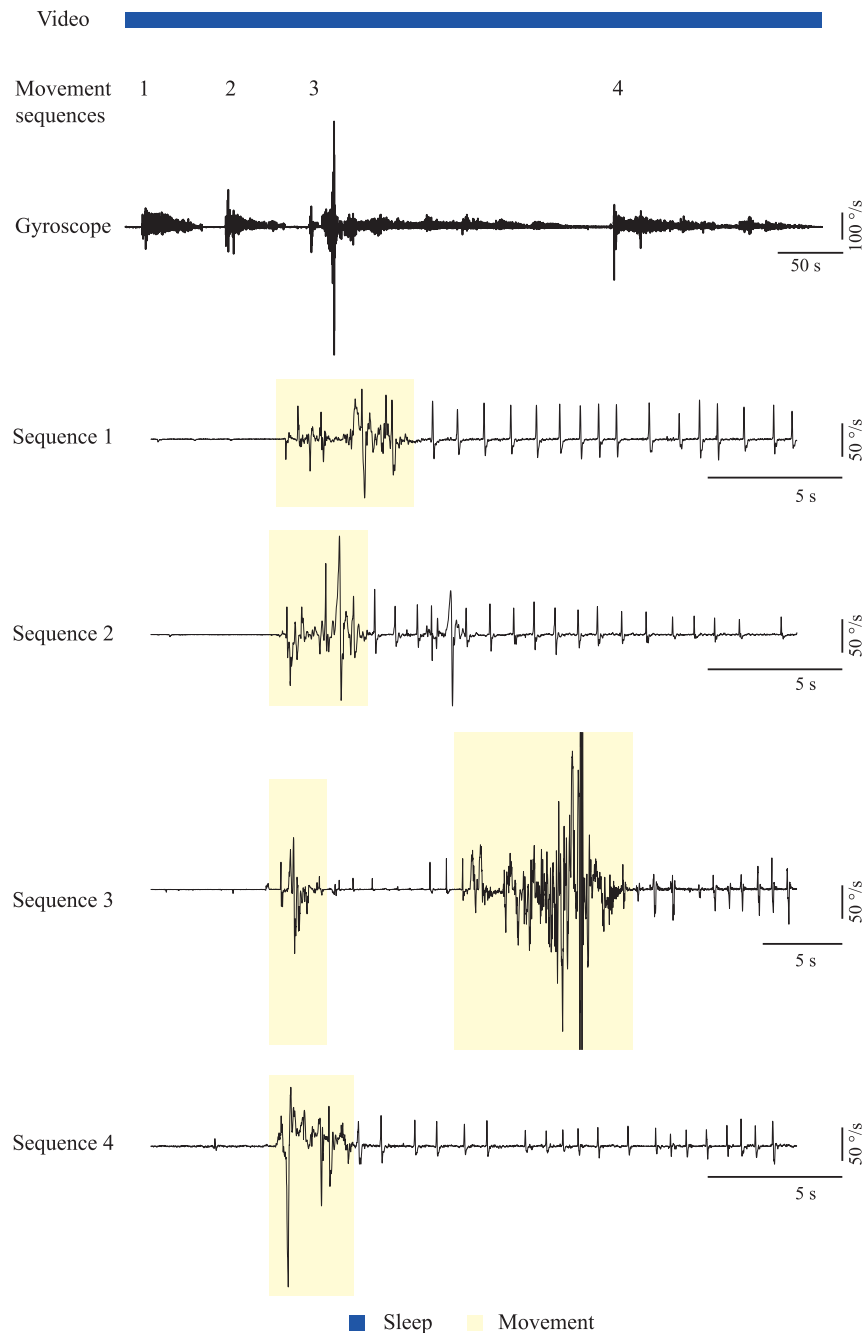 Video
Movement 1 2 3 4
sequences
Gyroscope
100 °/s
50 s
Sequence 1
50 °/s
5 s
Sequence 2
50 °/s
5 s
Sequence 3
50 °/s
5 s
Sequence 4
50 °/s
5 s
Sleep Movement